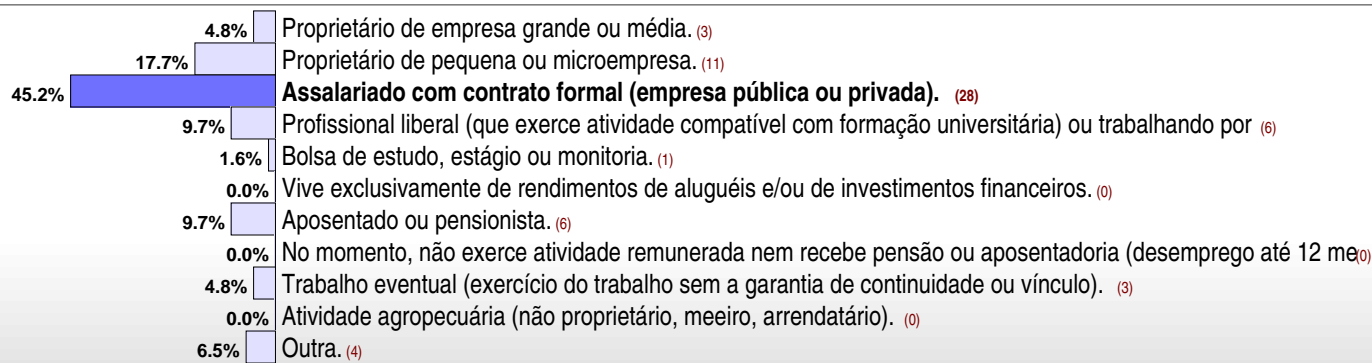 4.8% Proprietário de empresa grande ou média. (3)
17.7% Proprietário de pequena ou microempresa. (11)
45.2% Assalariado com contrato formal (empresa pública ou privada). (28)
9.7% Profissional liberal (que exerce atividade compatível com formação universitária) ou trabalhando por (6)
1.6% Bolsa de estudo, estágio ou monitoria. (1)
0.0% Vive exclusivamente de rendimentos de aluguéis e/ou de investimentos financeiros. (0)
9.7% Aposentado ou pensionista. (6)
0.0% No momento, não exerce atividade remunerada nem recebe pensão ou aposentadoria (desemprego até 12 me(0)
4.8% Trabalho eventual (exercício do trabalho sem a garantia de continuidade ou vínculo). (3)
0.0% Atividade agropecuária (não proprietário, meeiro, arrendatário). (0)
6.5% Outra. (4)